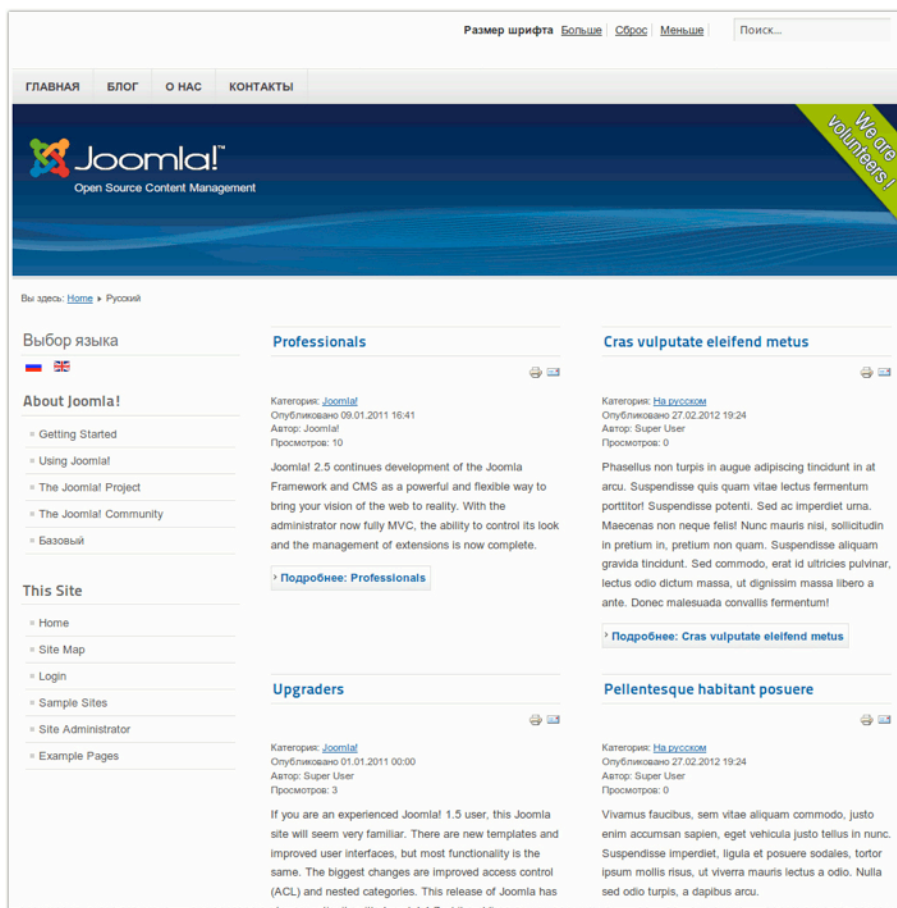 Размер шрифта Больше Сброс Меньше Поиск...
ГЛАВНАЯ БЛОГ О НАС КОНТАКТЫ
Joomla!™
Open Source Content Management
We are
volunteers!
Вы здесь: Home Русский
Выбор языка
About Joomla!
Getting Started
Using Joomla!
The Joomla! Project
The Joomla! Community
Базовый
This Site
Home
Site Map
Login
Sample Sites
Site Administrator
Example Pages
Professionals
Категория: Joomla!
Опубликовано 09.01.2011 16:41
Автор: Joomla!
Просмотров: 10
Joomla! 2.5 continues development of the Joomla
Framework and CMS as a powerful and flexible way to
bring your vision of the web to reality. With the
administrator now fully MVC, the ability to control its look
and the management of extensions is now complete.
Подробнее: Professionals
Cras vulputate eleifend metus
Категория: На русском
Опубликовано 27.02.2012 19:24
Автор: Super User
Просмотров: 0
Phasellus non turpis in augue adipiscing tincidunt in at
arcu. Suspendisse quis quam vitae lectus fermentum
porttitor! Suspendisse potenti. Sed ac imperdiet urna.
Maecenas non neque felis! Nunc mauris nisi, sollicitudin
in pretium in, pretium non quam. Suspendisse aliquam
gravida tincidunt. Sed commodo, erat id ultricies pulvinar,
lectus odio dictum massa, ut dignissim massa libero a
ante. Donec malesuada convallis fermentum!
Подробнее: Cras vulputate eleifend metus
Upgraders
Категория: Joomla!
Опубликовано 01.01.2011 00:00
Автор: Super User
Просмотров: 3
If you are an experienced Joomla! 1.5 user, this Joomla
site will seem very familiar. There are new templates and
improved user interfaces, but most functionality is the
same. The biggest changes are improved access control
(ACL) and nested categories. This release of Joomla has
Pellentesque habitant posuere
Категория: На русском
Опубликовано 27.02.2012 19:24
Автор: Super User
Просмотров: 0
Vivamus faucibus, sem vitae aliquam commodo, justo
enim accumsan sapien, eget vehicula justo tellus in nunc.
Suspendisse imperdiet, ligula et posuere sodales, tortor
ipsum mollis risus, ut viverra mauris lectus a odio. Nulla
sed odio turpis, a dapibus arcu.